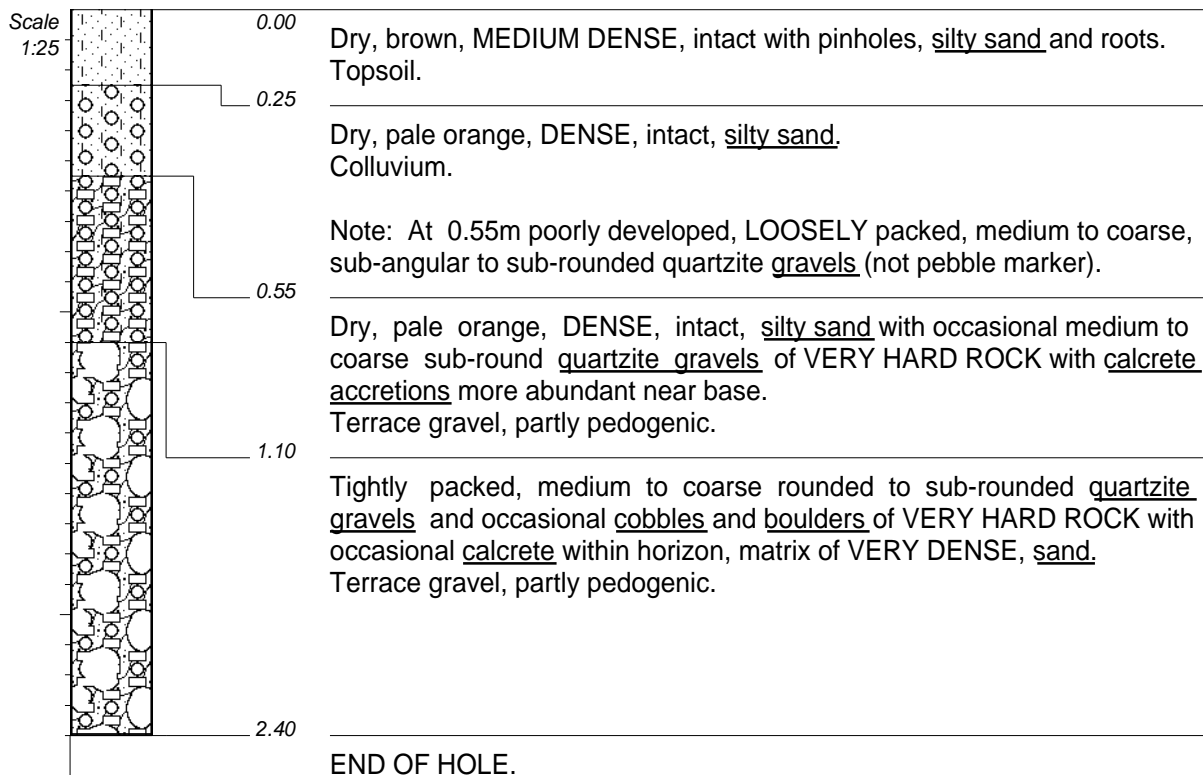 Scale
1:25
0.00
Dry, brown, MEDIUM DENSE, intact with pinholes, silty sand and roots.
Topsoil.
0.25
Dry, pale orange, DENSE, intact, silty sand.
Colluvium.
Note: At 0.55m poorly developed, LOOSELY packed, medium to coarse,
sub-angular to sub-rounded quartzite gravels (not pebble marker).
0.55
Dry, pale orange, DENSE, intact, silty sand with occasional medium to
coarse sub-round quartzite gravels of VERY HARD ROCK with calcrete
accretions more abundant near base.
Terrace gravel, partly pedogenic.
1.10
Tightly packed, medium to coarse rounded to sub-rounded quartzite
gravels and occasional cobbles and boulders of VERY HARD ROCK with
occasional calcrete within horizon, matrix of VERY DENSE, sand.
Terrace gravel, partly pedogenic.
2.40
END OF HOLE.